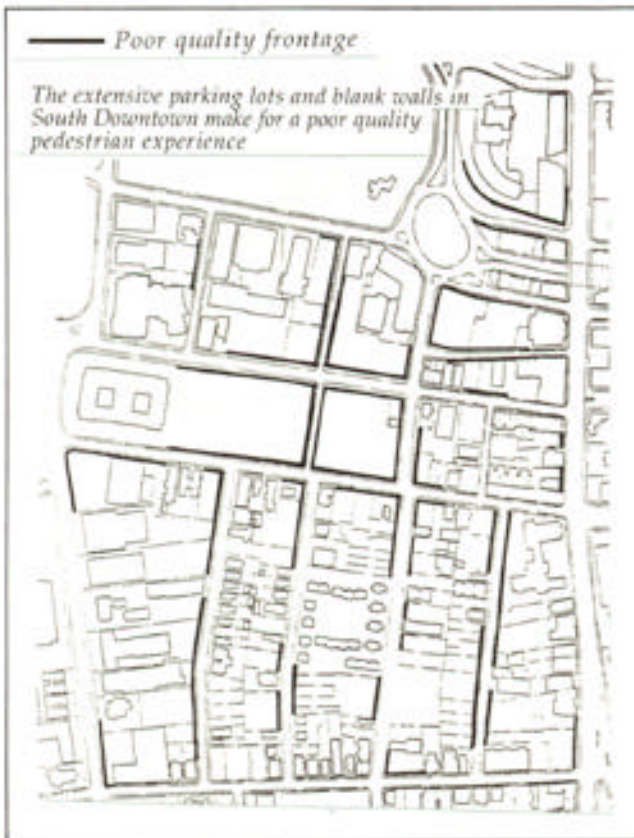 Poor quality frontage
The extensive parking lots and blank walls in
South Downtown make for a poor quality
pedestrian experience